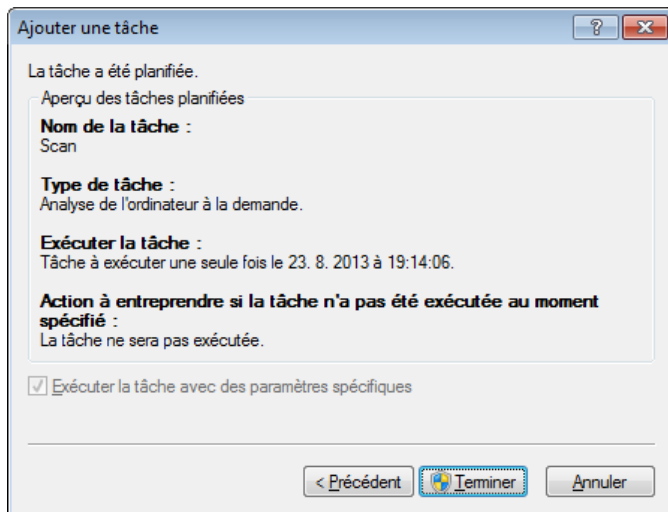 Ajouter une tâche
La tâche a été planifiée.
Aperçu des tâches planifiées
Nom de la tâche :
Scan
Type de tâche :
Analyse de l'ordinateur à la demande.
Exécuter la tâche :
Tâche à exécuter une seule fois le 23. 8. 2013 à 19:14:06.
Action à entreprendre si la tâche n'a pas été exécutée au moment
spécifié :
La tâche ne sera pas exécutée.
Exécuter la tâche avec des paramètres spécifiques
< Précédent Terminer Annuler